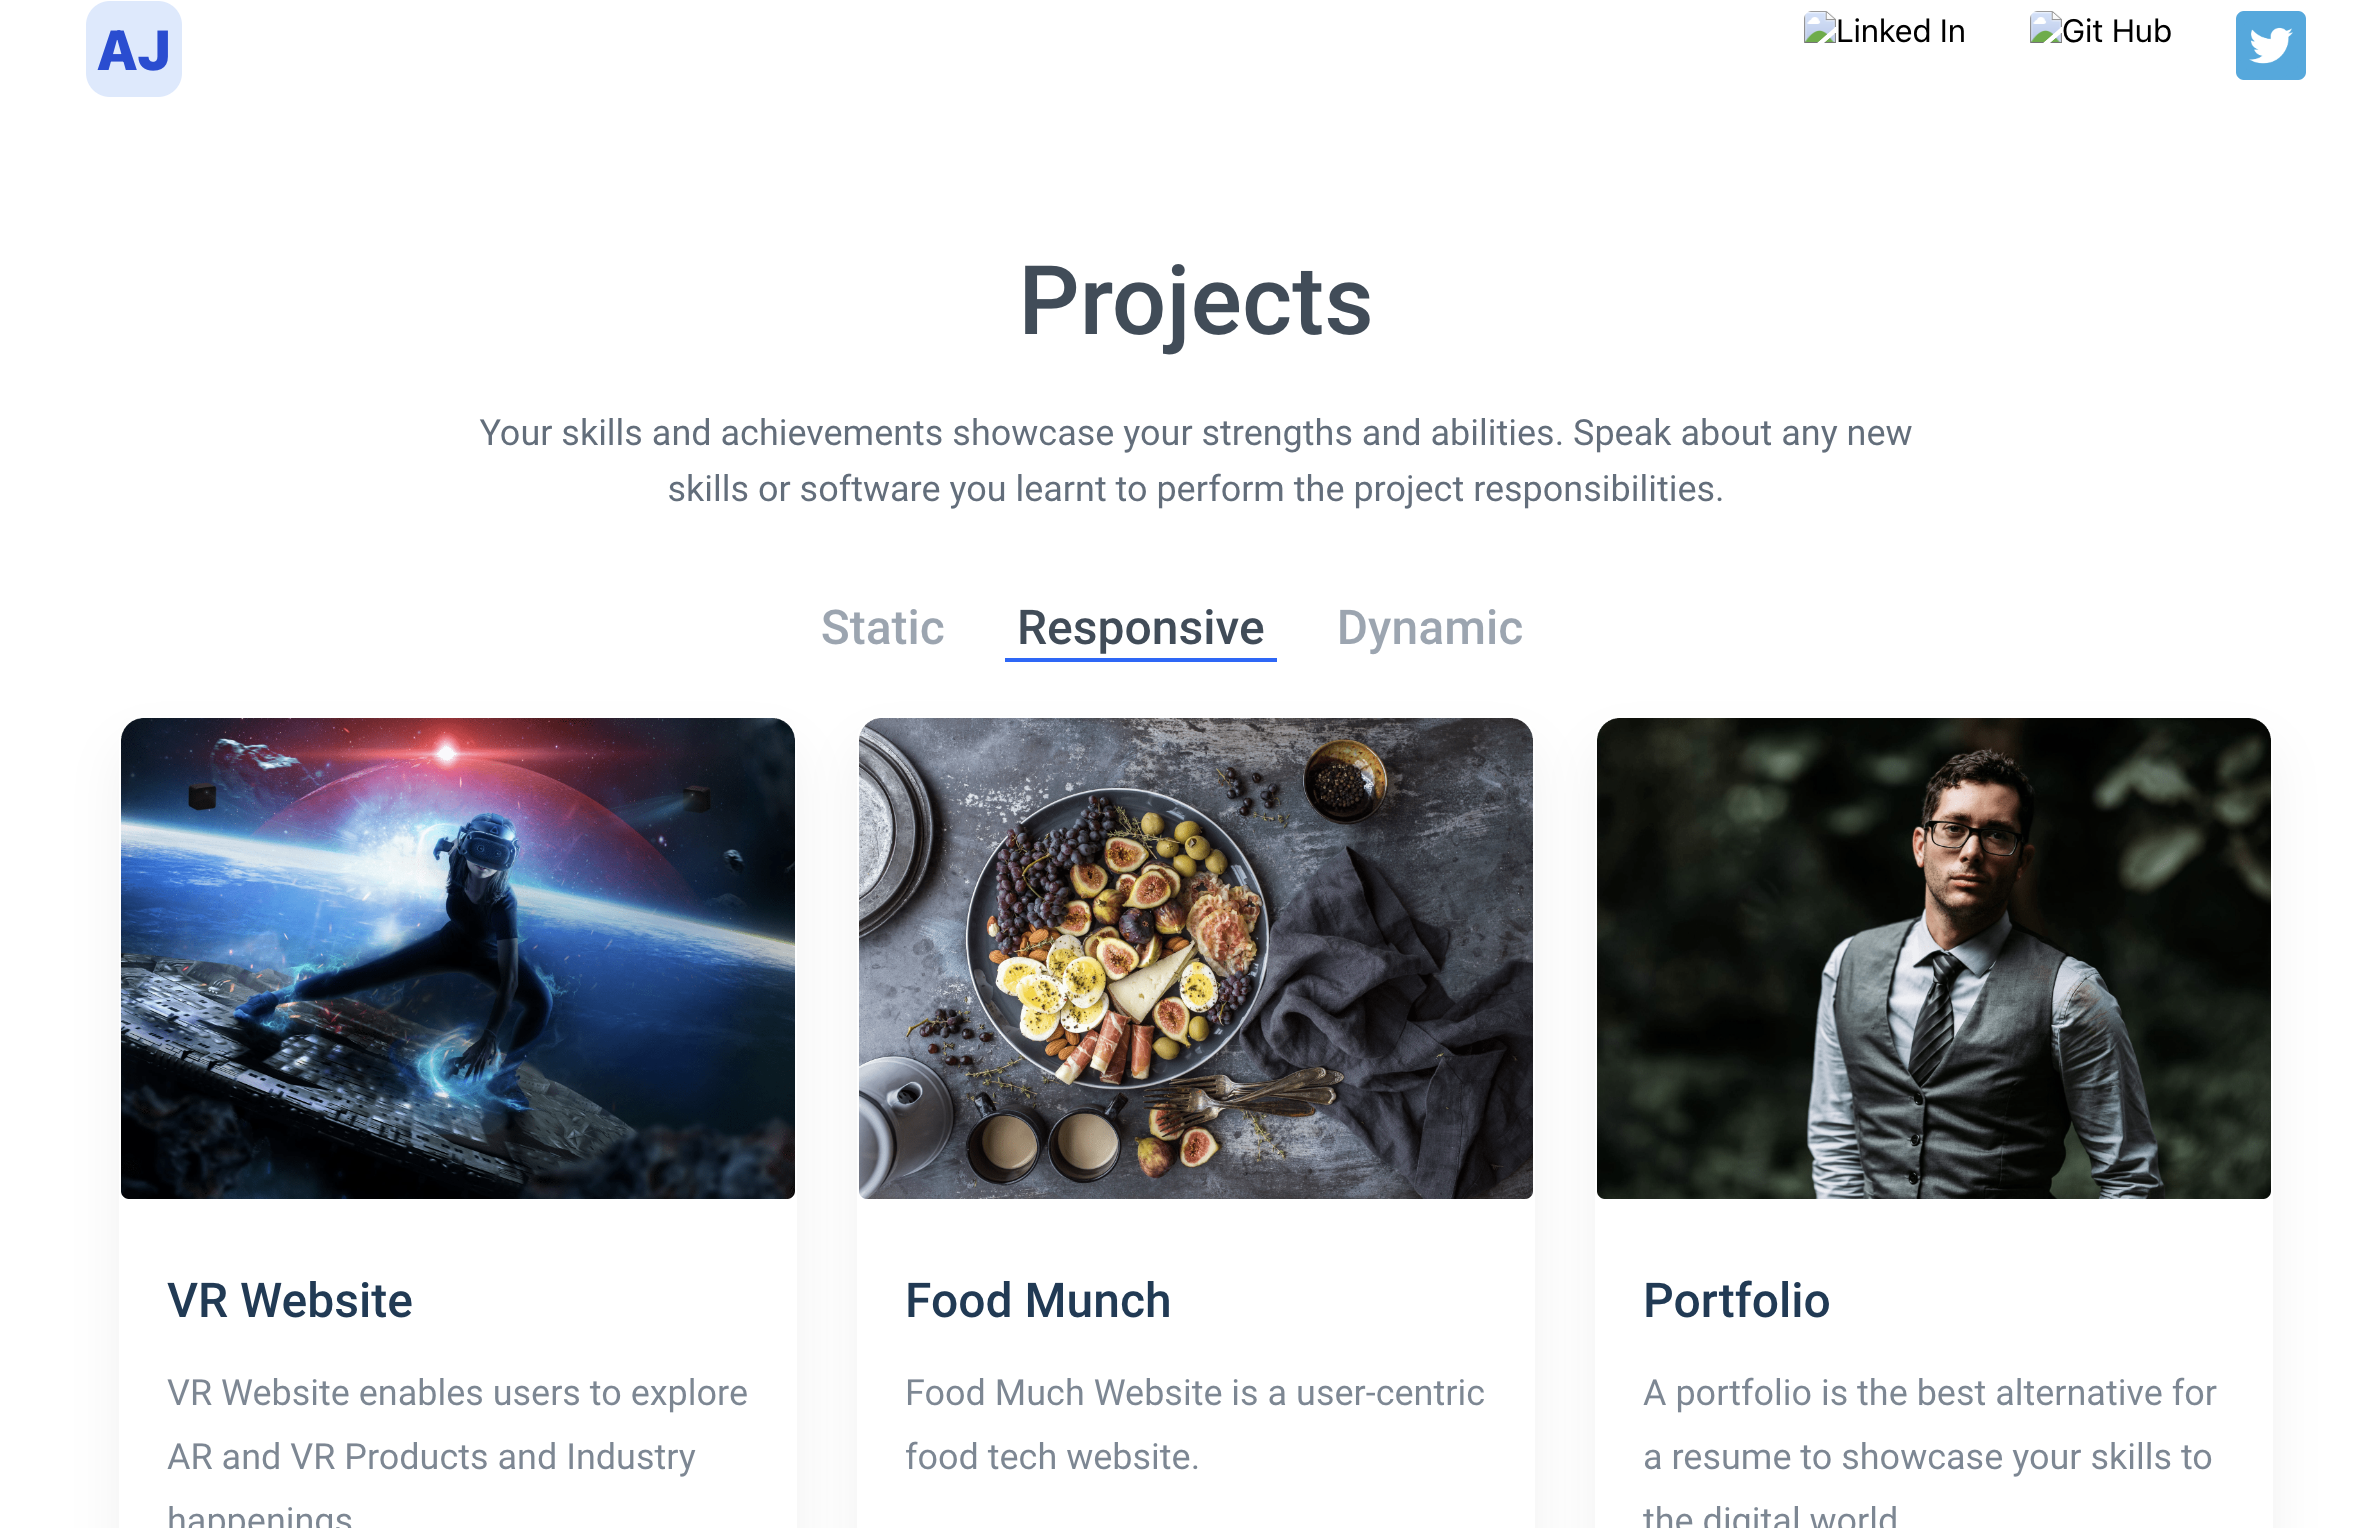 AJ
Linked In
Git Hub
Projects
Your skills and achievements showcase your strengths and abilities. Speak about any new
skills or software you learnt to perform the project responsibilities.
Static
Responsive
Dynamic
VR Website
VR Website enables users to explore
AR and VR Products and Industry
happenings
Food Munch
Food Much Website is a user-centric
food tech website.
Portfolio
A portfolio is the best alternative for
a resume to showcase your skills to
the digital world